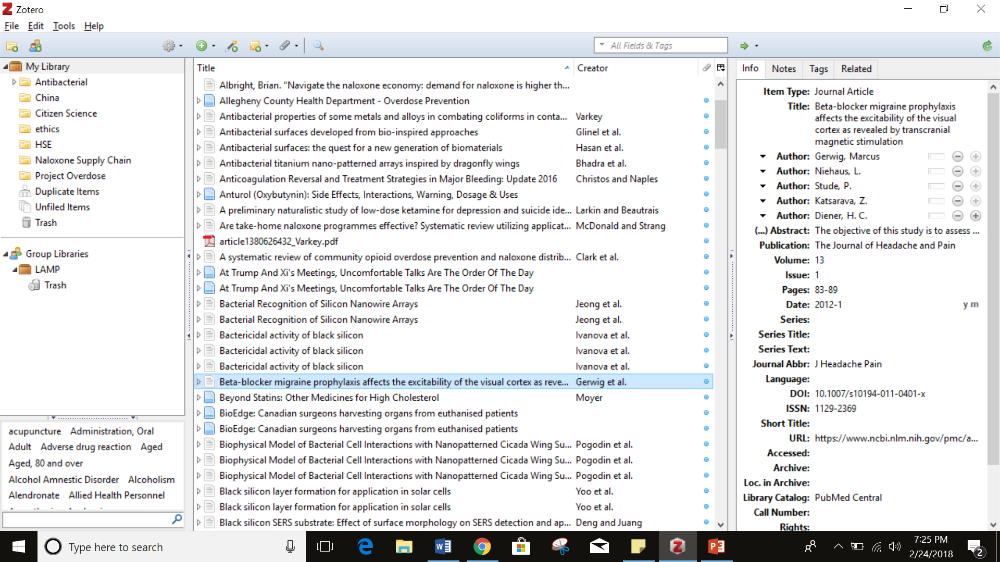 Zotero
File Edit Tools Help
All Fields & Tags
My Library
Antibacterial
China
Citizen Science
ethics
HSE
Naloxone Supply Chain
Project Overdose
Duplicate Items
Unfiled Items
Trash
Group Libraries
LAMP
Trash
acupuncture Administration, Oral
Adult Adverse drug reaction Aged
Aged, 80 and over
Alcohol Amnestic Disorder Alcoholism
Alendronate Allied Health Personnel
Title Creator
Albright, Brian. "Navigate the naloxone economy: demand for naloxone is higher th...
Allegheny County Health Department - Overdose Prevention
Antibacterial properties of some metals and alloys in combating coliforms in conta... Varkey
Antibacterial surfaces developed from bio-inspired approaches Glinel et al.
Antibacterial surfaces: the quest for a new generation of biomaterials Hasan et al.
Antibacterial titanium nano-patterned arrays inspired by dragonfly wings Bhadra et al.
Anticoagulation Reversal and Treatment Strategies in Major Bleeding: Update 2016 Christos and Naples
Anturol (Oxybutynin): Side Effects, Interactions, Warning, Dosage & Uses
A preliminary naturalistic study of low-dose ketamine for depression and suicide ide... Larkin and Beautrais
Are take-home naloxone programmes effective? Systematic review utilizing applicat... McDonald and Strang
article1380626432_Varkey.pdf
A systematic review of community opioid overdose prevention and naloxone distrib... Clark et al.
At Trump And Xi's Meetings, Uncomfortable Talks Are The Order Of The Day
At Trump And Xi's Meetings, Uncomfortable Talks Are The Order Of The Day
Bacterial Recognition of Silicon Nanowire Arrays Jeong et al.
Bacterial Recognition of Silicon Nanowire Arrays Jeong et al.
Bactericidal activity of black silicon Ivanova et al.
Bactericidal activity of black silicon Ivanova et al.
Bactericidal activity of black silicon Ivanova et al.
Beta-blocker migraine prophylaxis affects the excitability of the visual cortex as reve... Gerwig et al.
Beyond Statins: Other Medicines for High Cholesterol Moyer
BioEdge: Canadian surgeons harvesting organs from euthanised patients
BioEdge: Canadian surgeons harvesting organs from euthanised patients
Biophysical Model of Bacterial Cell Interactions with Nanopatterned Cicada Wing Su... Pogodin et al.
Biophysical Model of Bacterial Cell Interactions with Nanopatterned Cicada Wing Su... Pogodin et al.
Biophysical Model of Bacterial Cell Interactions with Nanopatterned Cicada Wing Su... Pogodin et al.
Black silicon layer formation for application in solar cells Yoo et al.
Black silicon layer formation for application in solar cells Yoo et al.
Black silicon SERS substrate: Effect of surface morphology on SERS detection and ap... Deng and Juang
Info Notes Tags Related
Item Type: Journal Article
Title: Beta-blocker migraine prophylaxis
affects the excitability of the visual
cortex as revealed by transcranial
magnetic stimulation
Author: Gerwig, Marcus
Author: Niehaus, L.
Author: Stude, P.
Author: Katsarava, Z.
Author: Diener, H. C.
(...) Abstract: The objective of this study is to assess ...
Publication: The Journal of Headache and Pain
Volume: 13
Issue: 1
Pages: 83-89
Date: 2012-1 y m
Series:
Series Title:
Series Text:
Journal Abbr: J Headache Pain
Language:
DOI: 10.1007/s10194-011-0401-x
ISSN: 1129-2369
Short Title:
URL: https://www.ncbi.nlm.nih.gov/pmc/a...
Accessed:
Archive:
Loc. in Archive:
Library Catalog: PubMed Central
Call Number:
Rights:
Type here to search
7:25 PM
2/24/2018
2